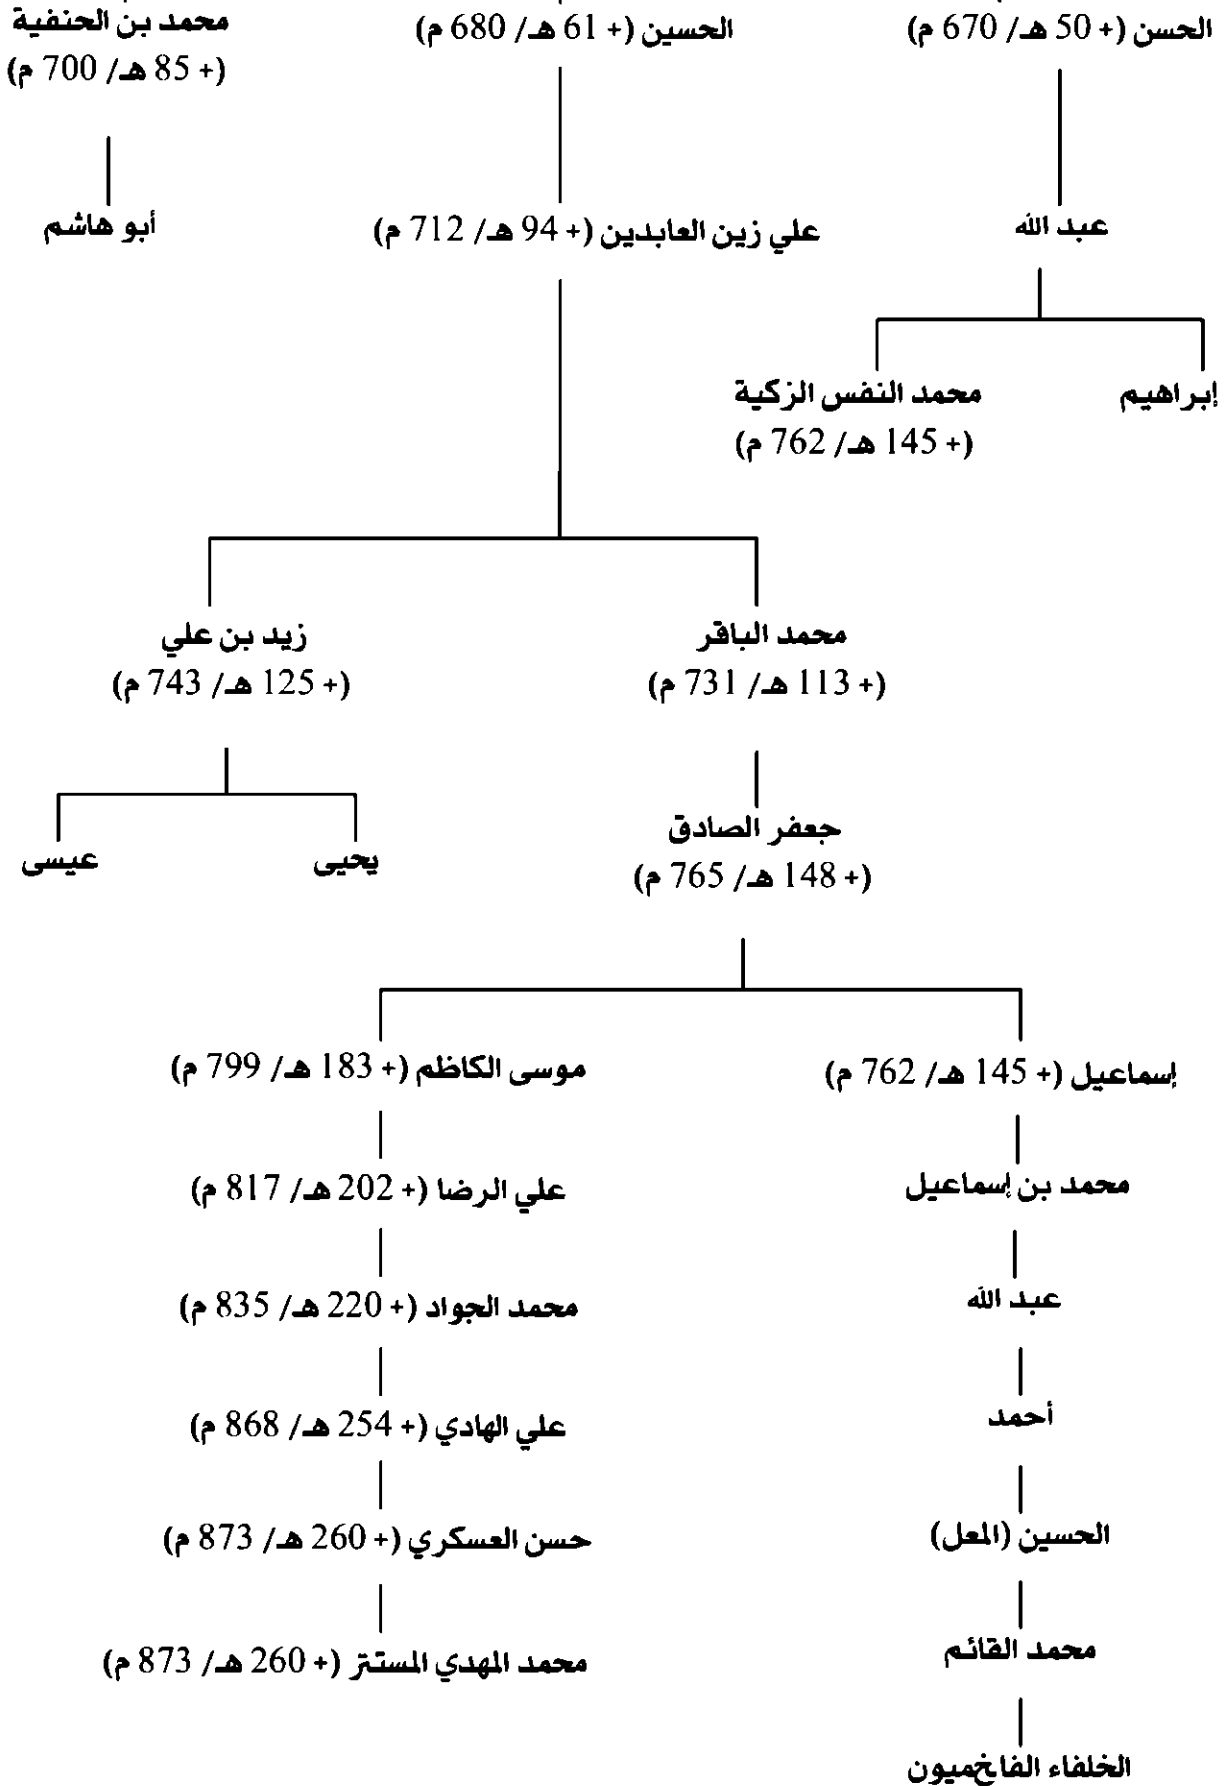 الحسن (+ 50 هـ/ 670 م)
الحسين (+ 61 هـ/ 680 م)
محمد بن الحنفية
(+ 85 هـ/ 700 م)
عبد الله
علي زين العابدين (+ 94 هـ/ 712 م)
أبو هاشم
إبراهيم
محمد النفس الزكية
(+ 145 هـ/ 762 م)
محمد الباقر
(+ 113 هـ/ 731 م)
زيد بن علي
(+ 125 هـ/ 743 م)
جعفر الصادق
(+ 148 هـ/ 765 م)
يحيى
عيسى
إسماعيل (+ 145 هـ/ 762 م)
موسى الكاظم (+ 183 هـ/ 799 م)
محمد بن إسماعيل
علي الرضا (+ 202 هـ/ 817 م)
عبد الله
محمد الجواد (+ 220 هـ/ 835 م)
أحمد
علي الهادي (+ 254 هـ/ 868 م)
الحسين (المعل)
حسن العسكري (+ 260 هـ/ 873 م)
محمد القائم
محمد المهدي المستتر (+ 260 هـ/ 873 م)
الخلفاء الفاخميون